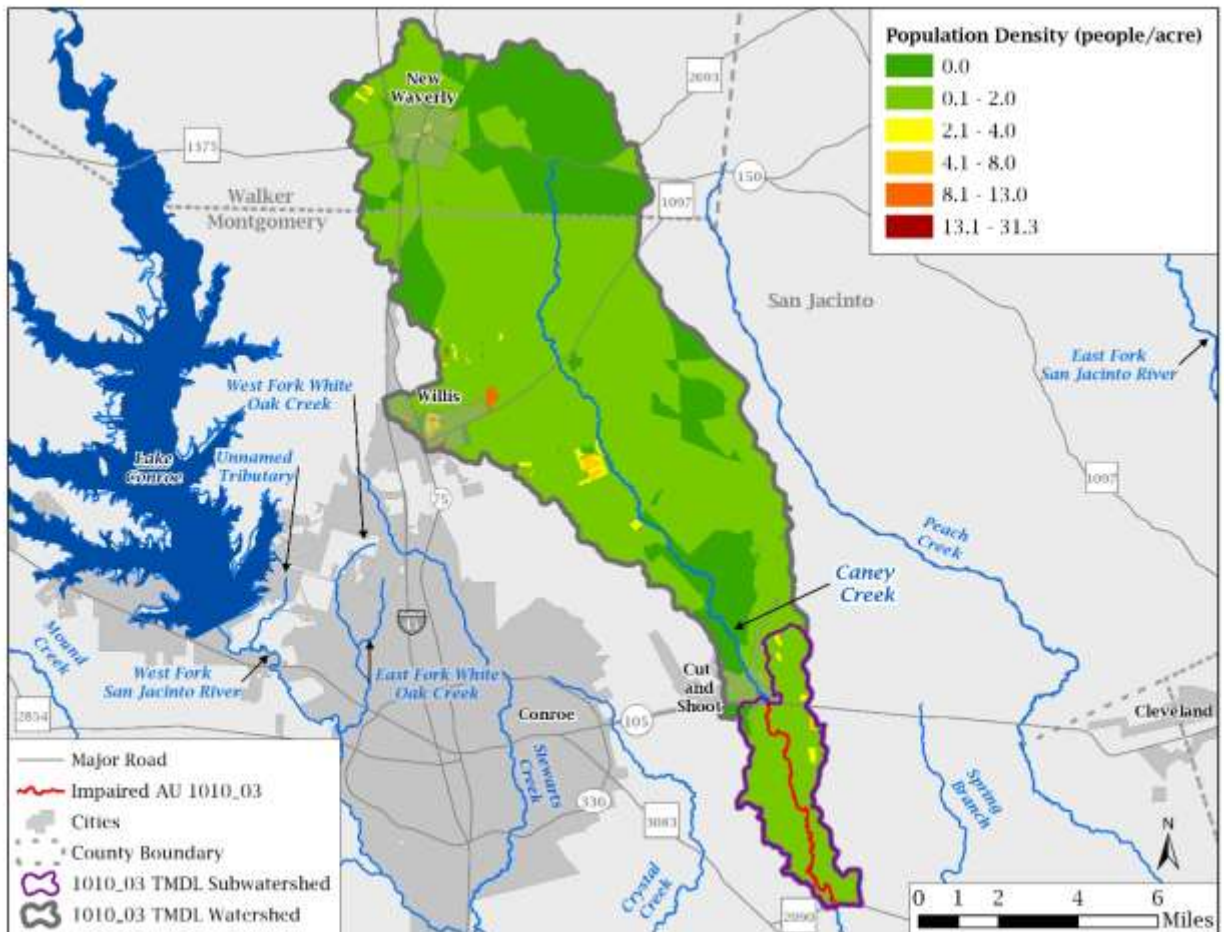 Population Density (people/acre)
0.0
0.1 - 2.0
2.1 - 4.0
4.1 - 8.0
8.1 - 13.0
13.1 - 31.3
New
Waverly
2693
1375
150
Walker
Montgomery
1097
San Jacinto
East Fork
San Jacinto River
West Fork White
Oak Creek
Willis
Lake
Conroe
Unnamed
Tributary
75
1097
Peach
Creek
Caney
Creek
45
Mound
Creek
West Fork
San Jacinto River
East Fork White
Oak Creek
Cut
and
Shoot
Conroe
105
Cleveland
2854
Stewarts
Creek
336
3083
Spring
Branch
Crystal
Creek
2090
Major Road
Impaired AU 1010_03
Cities
County Boundary
1010_03 TMDL Subwatershed
1010_03 TMDL Watershed
N
0 1 2 4 6
Miles